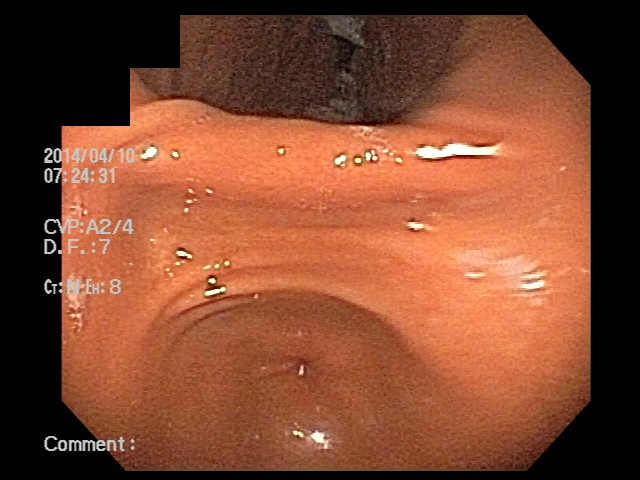 2014/04/10
07:24:31
CVP:A2/4
D.F.:7
CT:N EH:8
Comment: